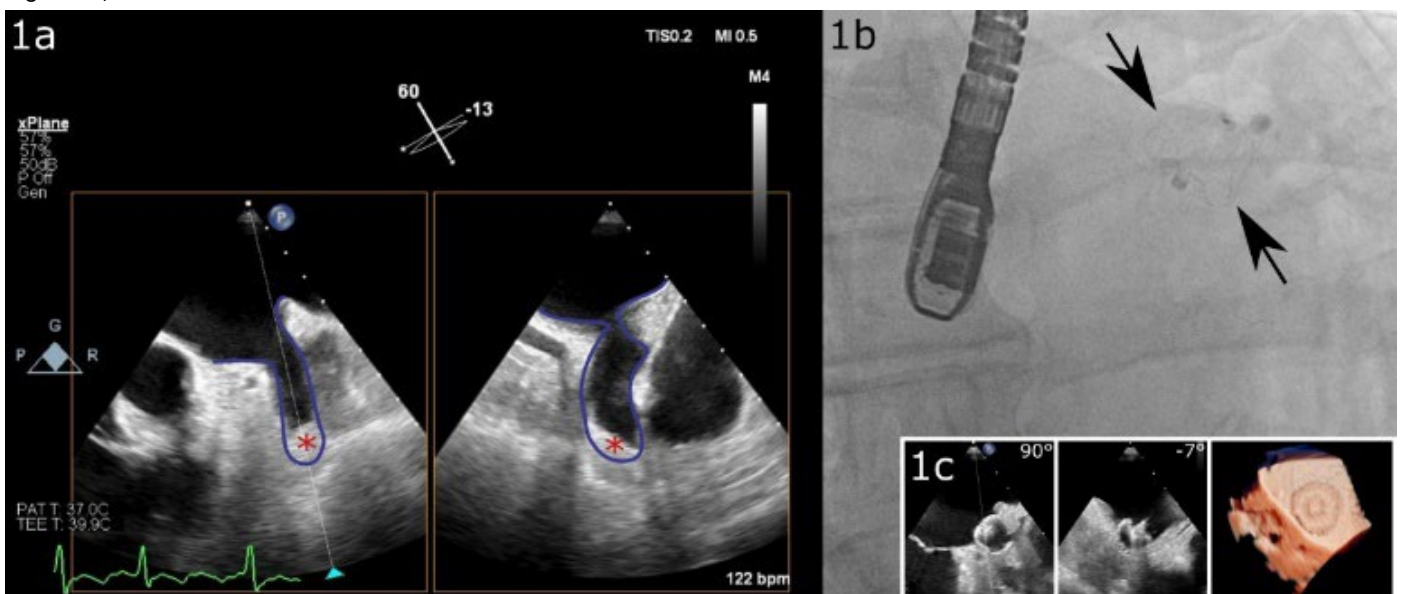 1a
TIS0.2 MI 0.5
M4
60
-13
xPlane
57%
57%
50dB
P Off
Gen
P
G
P R
PAT T: 37.0C
TEE T: 39.9C
122 bpm
1b
1c
90°
-7°